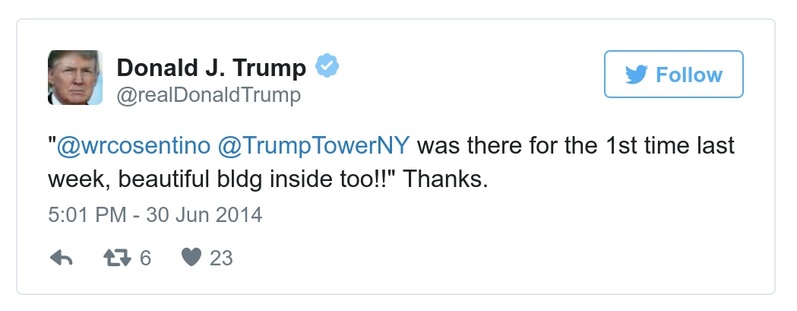 Donald J. Trump
Follow
@realDonaldTrump
"@wrcosentino @TrumpTowerNY was there for the 1st time last
week, beautiful bldg inside too!!" Thanks.
5:01 PM - 30 Jun 2014
6 23